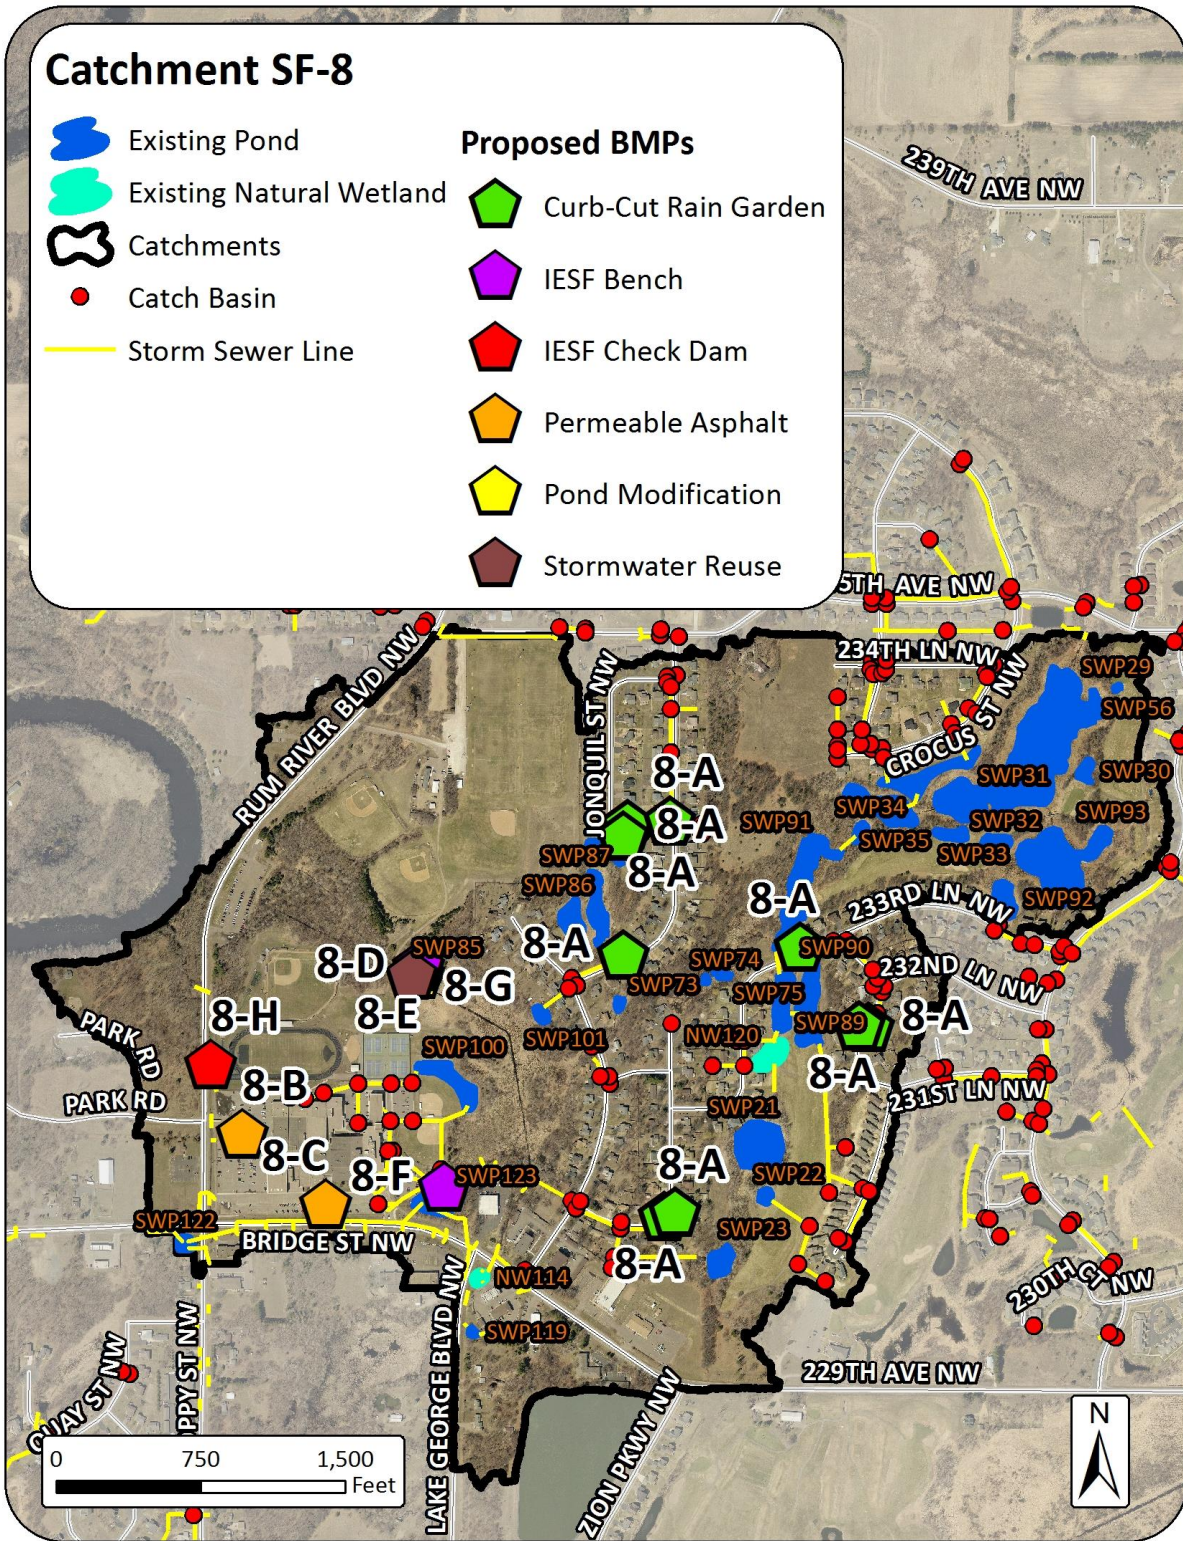 Catchment SF-8
Existing Pond
Existing Natural Wetland
Catchments
Catch Basin
Storm Sewer Line
Proposed BMPs
Curb-Cut Rain Garden
IESF Bench
IESF Check Dam
Permeable Asphalt
Pond Modification
Stormwater Reuse
239TH AVE NW
5TH AVE NW
234TH LN NW
RUM RIVER BLVD NW
JONQUIL ST NW
CROCUS ST NW
SWP29
SWP56
SWP30
SWP31
SWP93
SWP34
SWP32
SWP91
SWP35
SWP33
SWP92
8-A
8-A
8-A
SWP87
SWP86
8-A
233RD LN NW
8-A
SWP90
SWP85
8-D
8-G
8-E
SWP74
SWP73
SWP75
232ND LN NW
8-H
SWP101
NW120
SWP89
8-A
8-A
PARK RD
PARK RD
SWP100
8-B
231ST LN NW
SWP21
8-C
8-F
SWP123
8-A
SWP22
SWP122
BRIDGE ST NW
SWP23
8-A
NW114
SWP119
230TH CT NW
229TH AVE NW
QUAY ST NW
OPPY ST NW
LAKE GEORGE BLVD NW
ZION PKWY NW
0 750 1,500
Feet
N